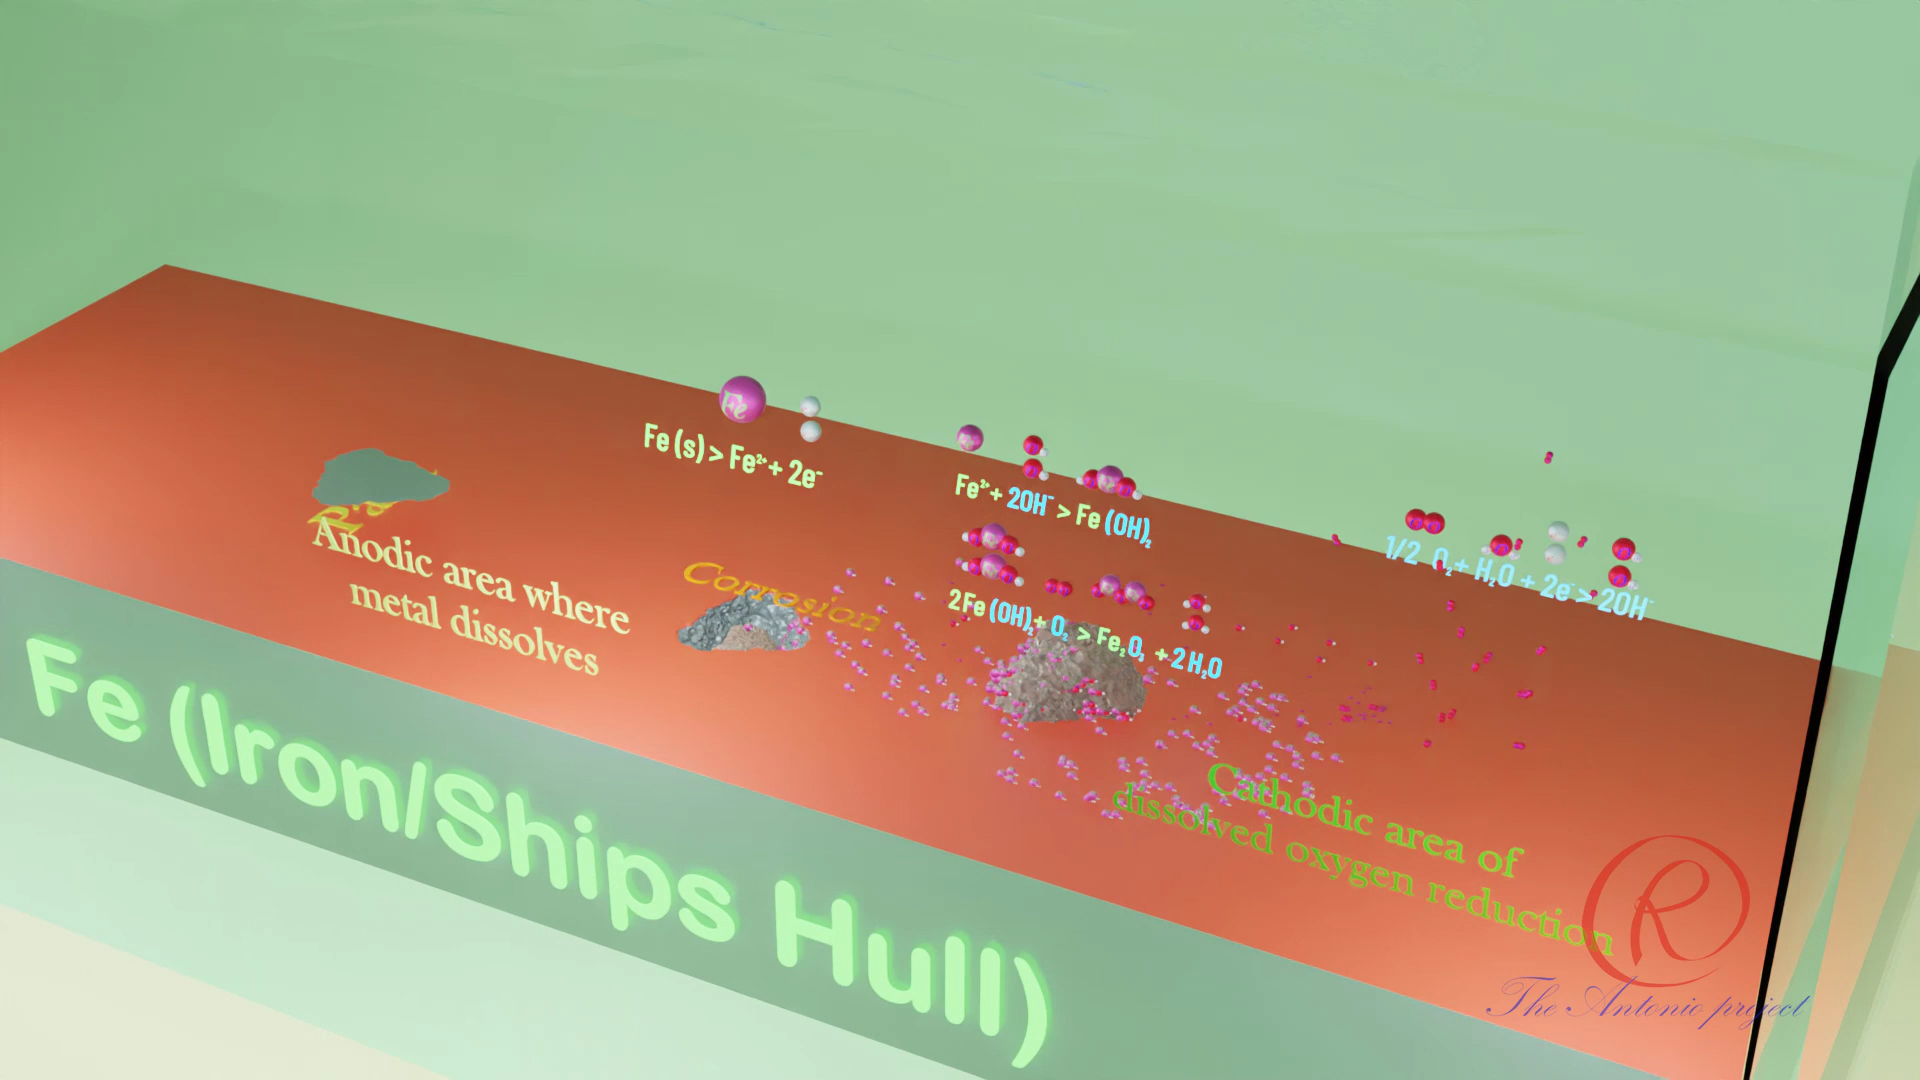 Fe
Fe (s) > Fe²⁺ + 2e⁻
Fe²⁺ + 2OH⁻ > Fe (OH)₂
1/2 O₂ + H₂O + 2e⁻ > 2OH⁻
Anodic area where
metal dissolves
Corrosion
2Fe (OH)₂ + O₂ > Fe₂O₃ + 2H₂O
Cathodic area of
dissolved oxygen reduction
Fe (Iron/Ships Hull)
R
The Antonio project